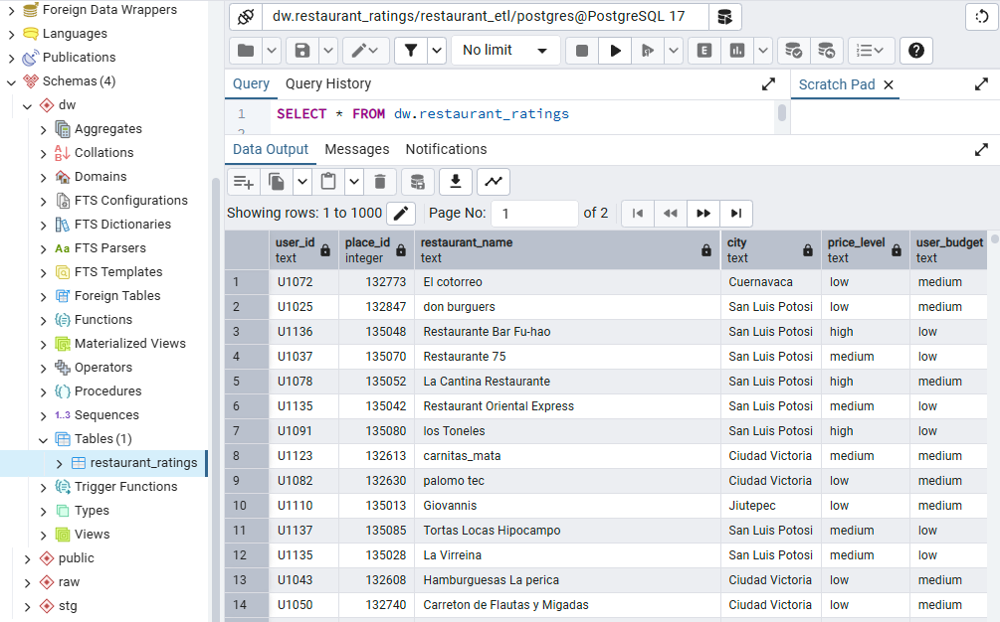 Foreign Data Wrappers
Languages
Publications
Schemas (4)
dw
Aggregates
Collations
Domains
FTS Configurations
FTS Dictionaries
Aa FTS Parsers
FTS Templates
Foreign Tables
Functions
Materialized Views
Operators
Procedures
1..3 Sequences
Tables (1)
restaurant_ratings
Trigger Functions
Types
Views
public
raw
stg
dw.restaurant_ratings/restaurant_etl/postgres@PostgreSQL 17
No limit
E
Query Query History
Scratch Pad
1 SELECT * FROM dw.restaurant_ratings
2
Data Output Messages Notifications
Showing rows: 1 to 1000 Page No: 1 of 2
user_id place_id restaurant_name city price_level user_budget
text integer text text text text
1 U1072 132773 El cotorreo Cuernavaca low medium
2 U1025 132847 don burguers San Luis Potosi low medium
3 U1136 135048 Restaurante Bar Fu-hao San Luis Potosi high low
4 U1037 135070 Restaurante 75 San Luis Potosi medium low
5 U1078 135052 La Cantina Restaurante San Luis Potosi high medium
6 U1135 135042 Restaurant Oriental Express San Luis Potosi medium low
7 U1091 135080 los Toneles San Luis Potosi high low
8 U1123 132613 carnitas_mata Ciudad Victoria medium medium
9 U1082 132630 palomo tec Ciudad Victoria low medium
10 U1110 135013 Giovannis Jiutepec low medium
11 U1137 135085 Tortas Locas Hipocampo San Luis Potosi medium low
12 U1135 135028 La Virreina San Luis Potosi medium low
13 U1043 132608 Hamburguesas La perica Ciudad Victoria low medium
14 U1050 132740 Carreton de Flautas y Migadas Ciudad Victoria low medium